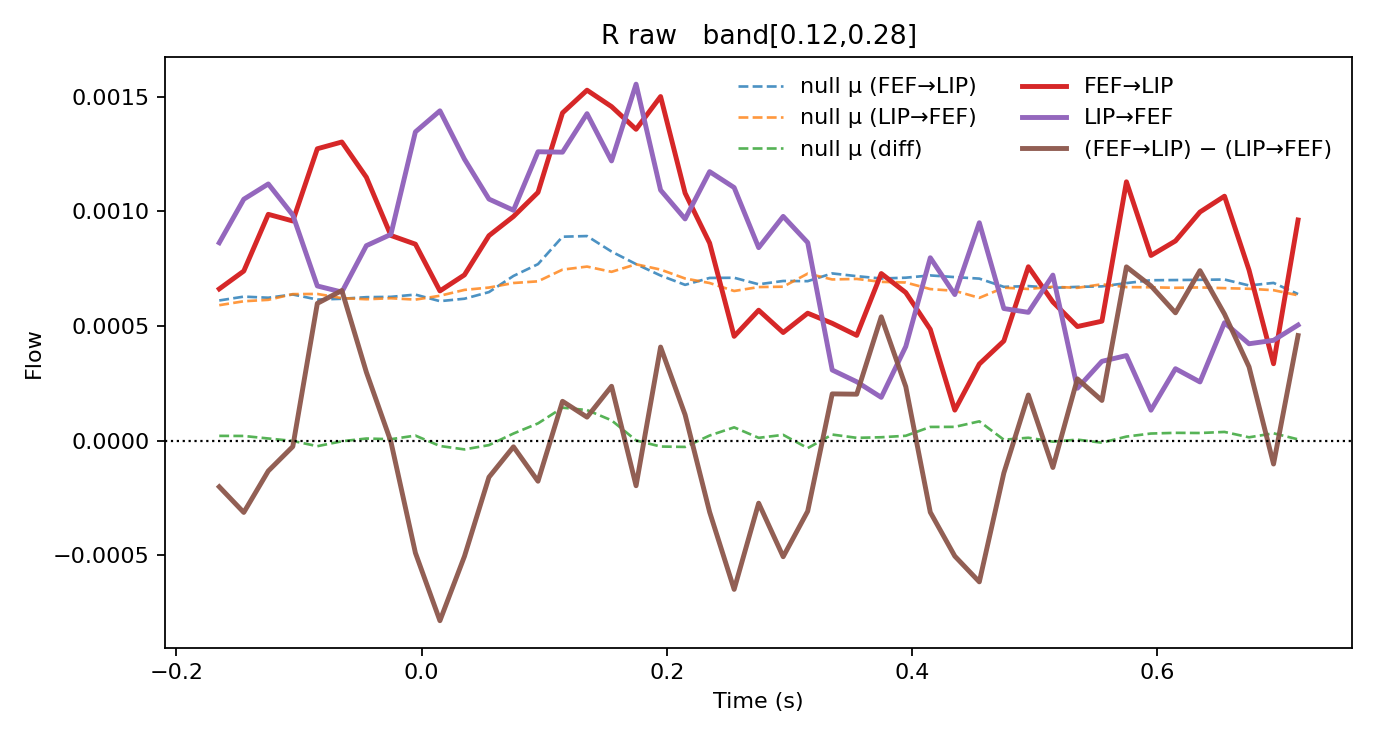 R raw   band[0.12,0.28]
null μ (FEF→LIP)
null μ (LIP→FEF)
null μ (diff)
FEF→LIP
LIP→FEF
(FEF→LIP) − (LIP→FEF)
0.0015
0.0010
0.0005
0.0000
−0.0005
Flow
−0.2
0.0
0.2
0.4
0.6
Time (s)